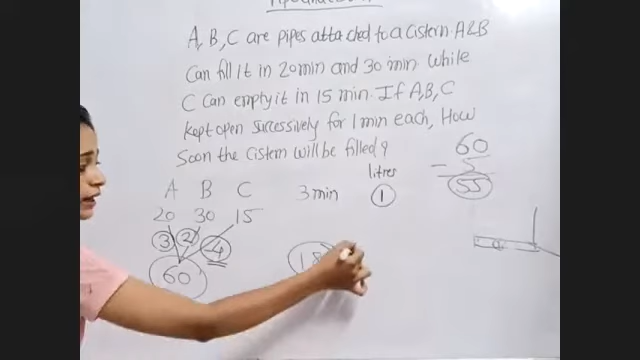 A, B, C are pipes attached to a cistern A&B
Can fill it in 20min and 30 min while
C can empty it in 15 min. If A,B,C
kept open successively for 1 min each, How
Soon the cistern will be filled?
A B C 3 min litres
1
20 30 15
3 2 -4
60
60
- 5
55
18